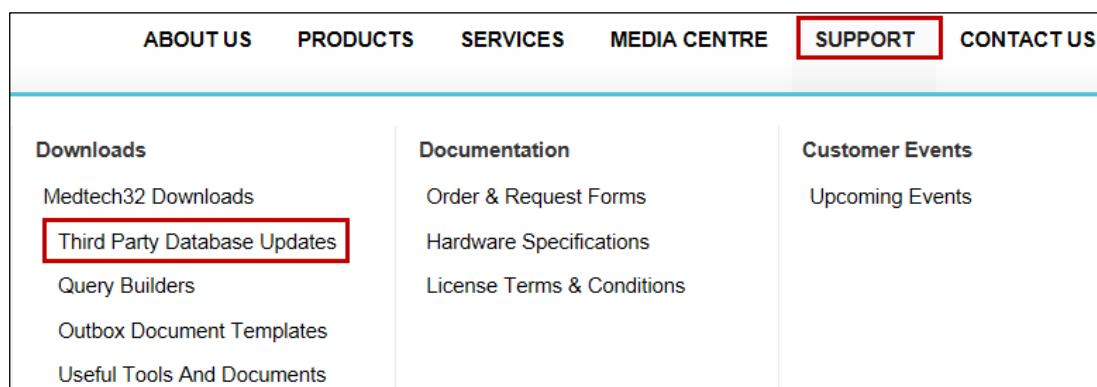 ABOUT US PRODUCTS SERVICES MEDIA CENTRE SUPPORT CONTACT US
Downloads
Medtech32 Downloads
Third Party Database Updates
Query Builders
Outbox Document Templates
Useful Tools And Documents
Documentation
Order & Request Forms
Hardware Specifications
License Terms & Conditions
Customer Events
Upcoming Events